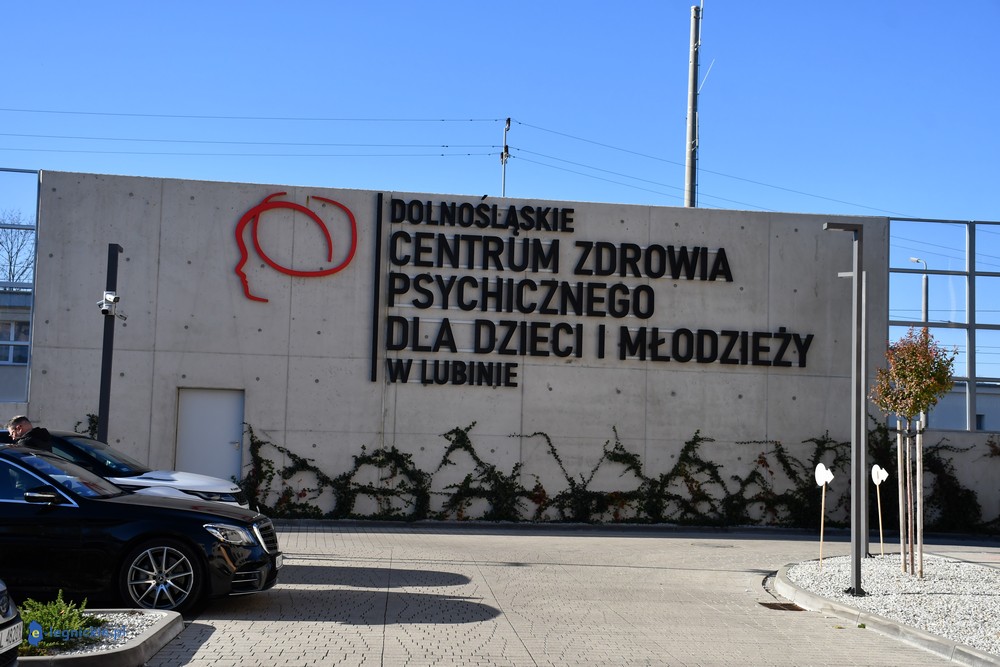 DOLNOŚLĄSKIE
CENTRUM ZDROWIA
PSYCHICZNEGO
DLA DZIECI I MŁODZIEŻY
W LUBINIE